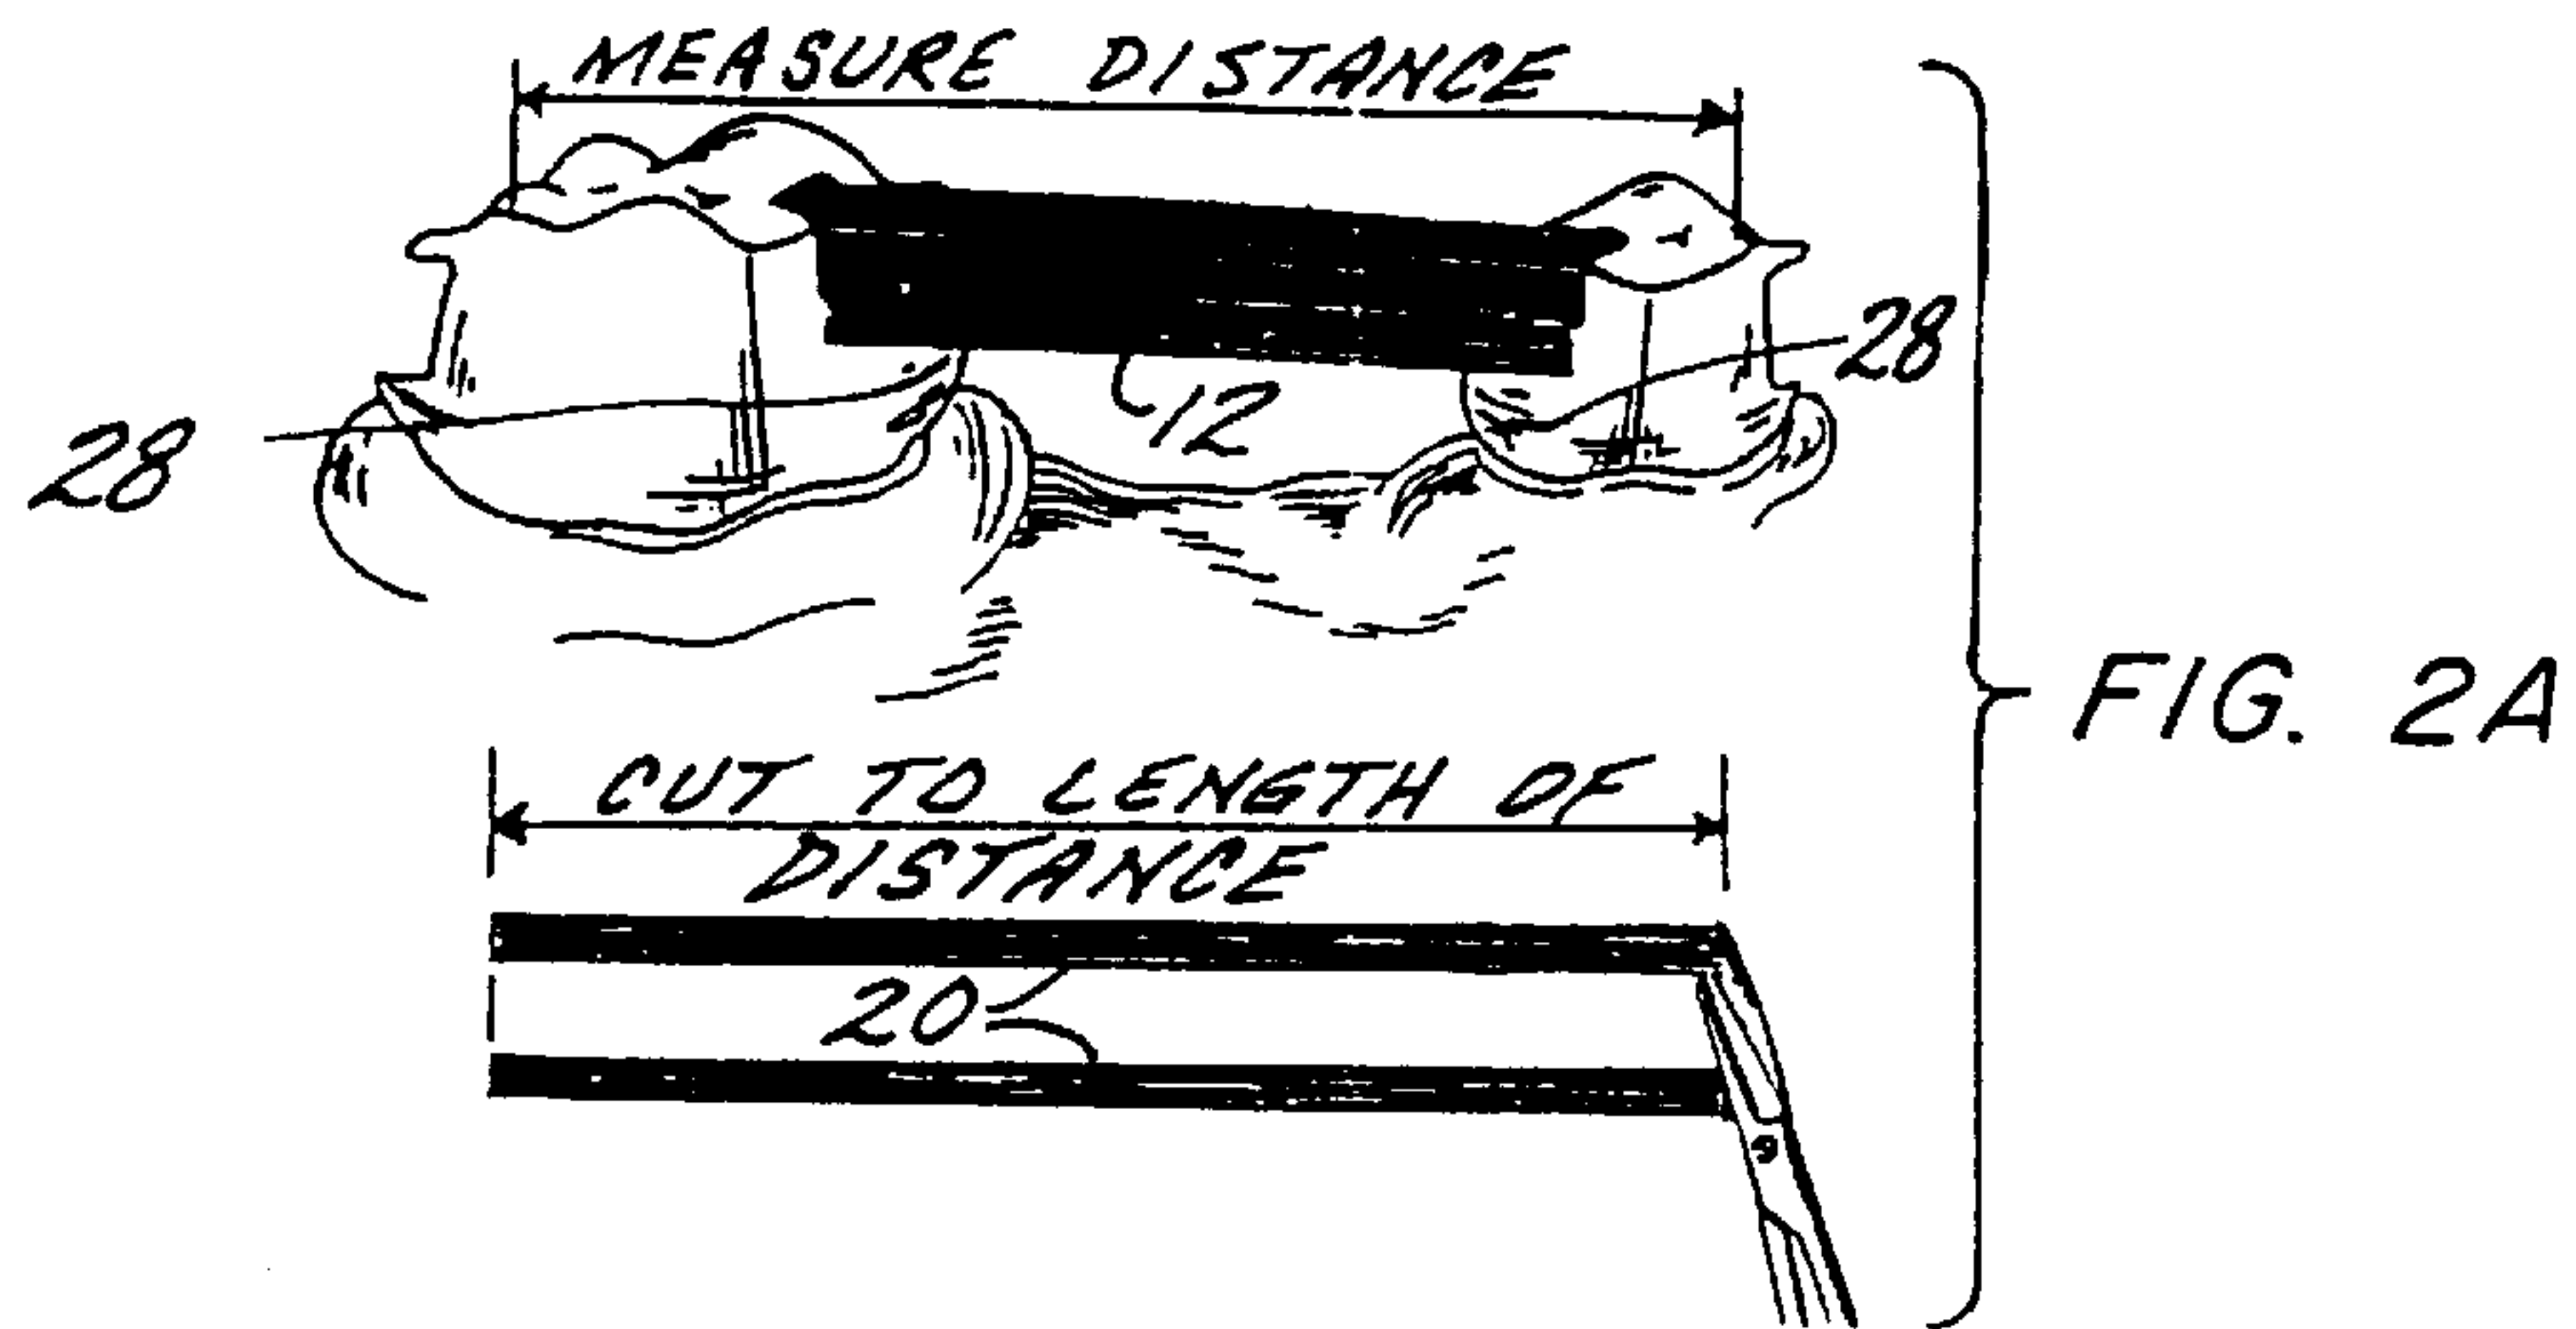 MEASURE DISTANCE
28
12
28
FIG. 2A
CUT TO LENGTH OF
DISTANCE
20